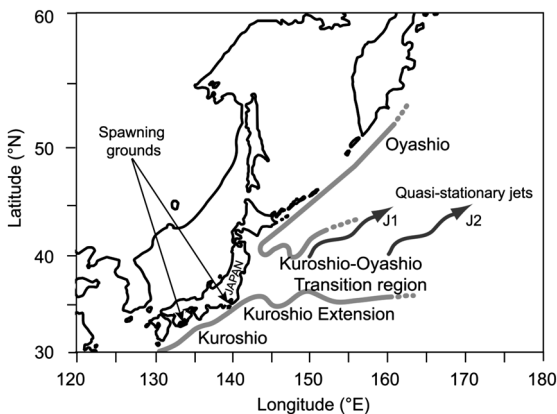 60
50
40
30
120
130
140
150
160
170
180
Latitude (°N)
Longitude (°E)
Spawning
grounds
Oyashio
Quasi-stationary jets
J1
J2
JAPAN
Kuroshio-Oyashio
Transition region
Kuroshio Extension
Kuroshio